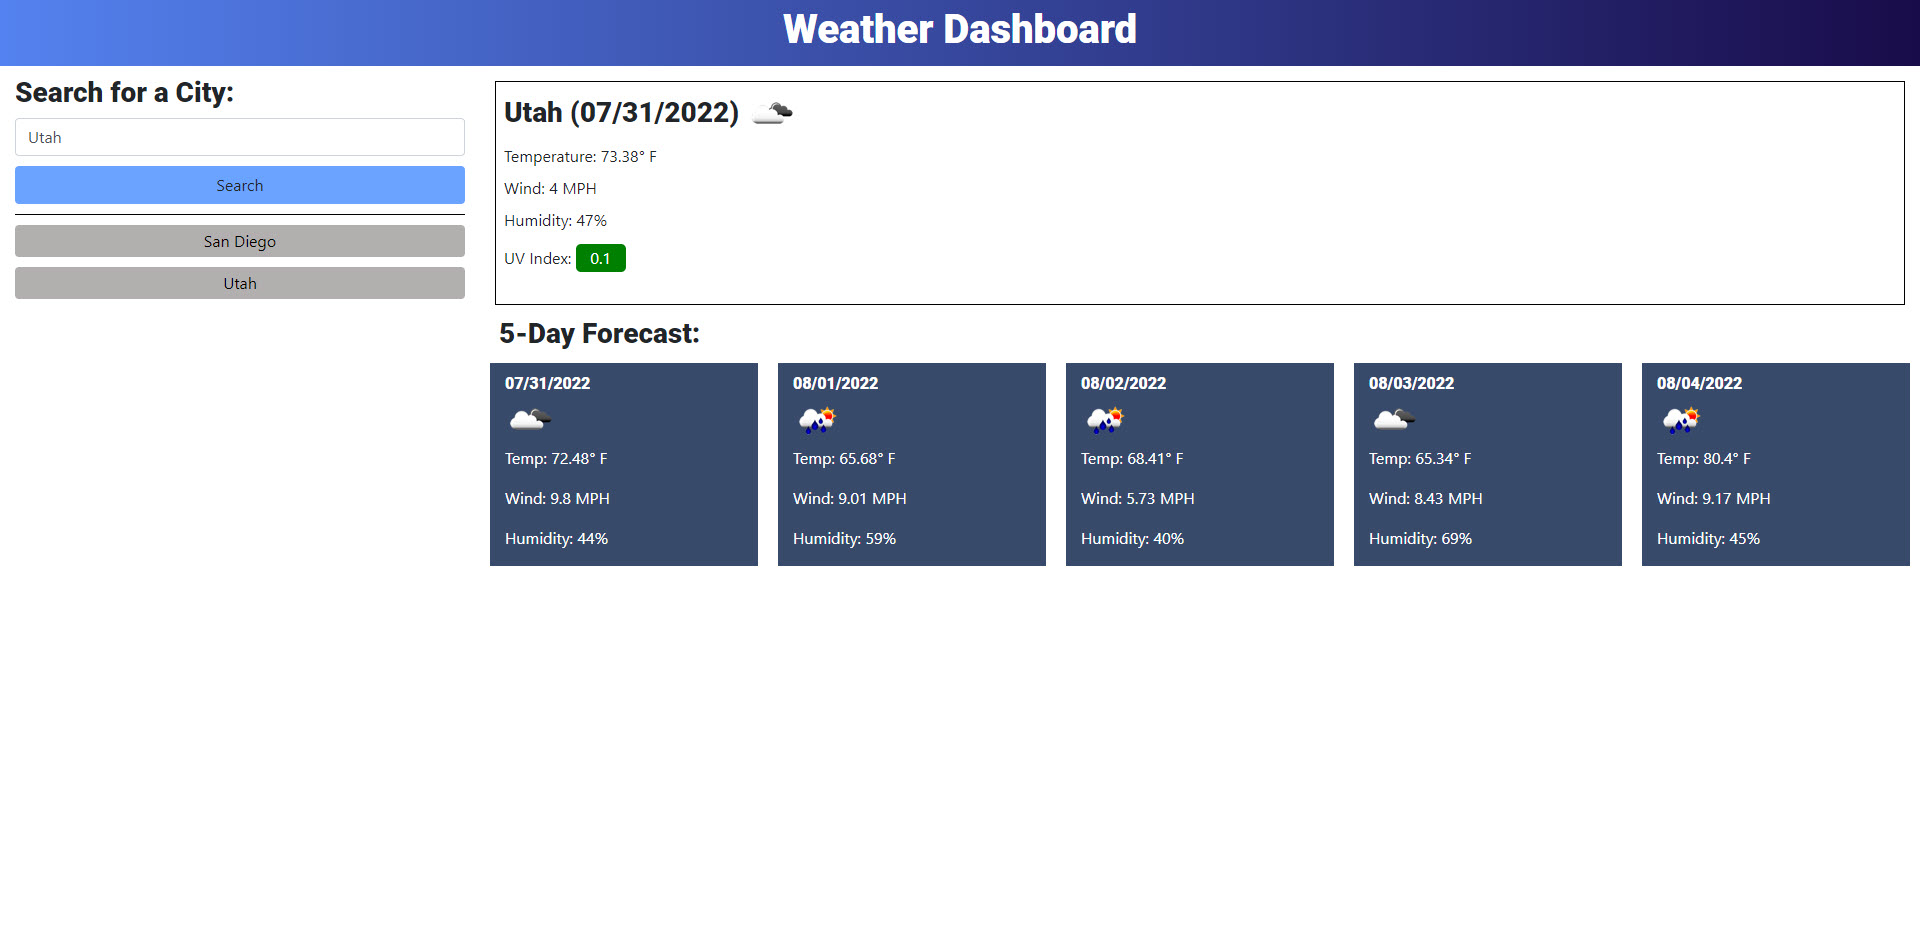 Weather Dashboard
Search for a City:
Utah
Search
San Diego
Utah
Utah (07/31/2022)
Temperature: 73.38° F
Wind: 4 MPH
Humidity: 47%
UV Index: 0.1
5-Day Forecast:
07/31/2022
Temp: 72.48° F
Wind: 9.8 MPH
Humidity: 44%
08/01/2022
Temp: 65.68° F
Wind: 9.01 MPH
Humidity: 59%
08/02/2022
Temp: 68.41° F
Wind: 5.73 MPH
Humidity: 40%
08/03/2022
Temp: 65.34° F
Wind: 8.43 MPH
Humidity: 69%
08/04/2022
Temp: 80.4° F
Wind: 9.17 MPH
Humidity: 45%